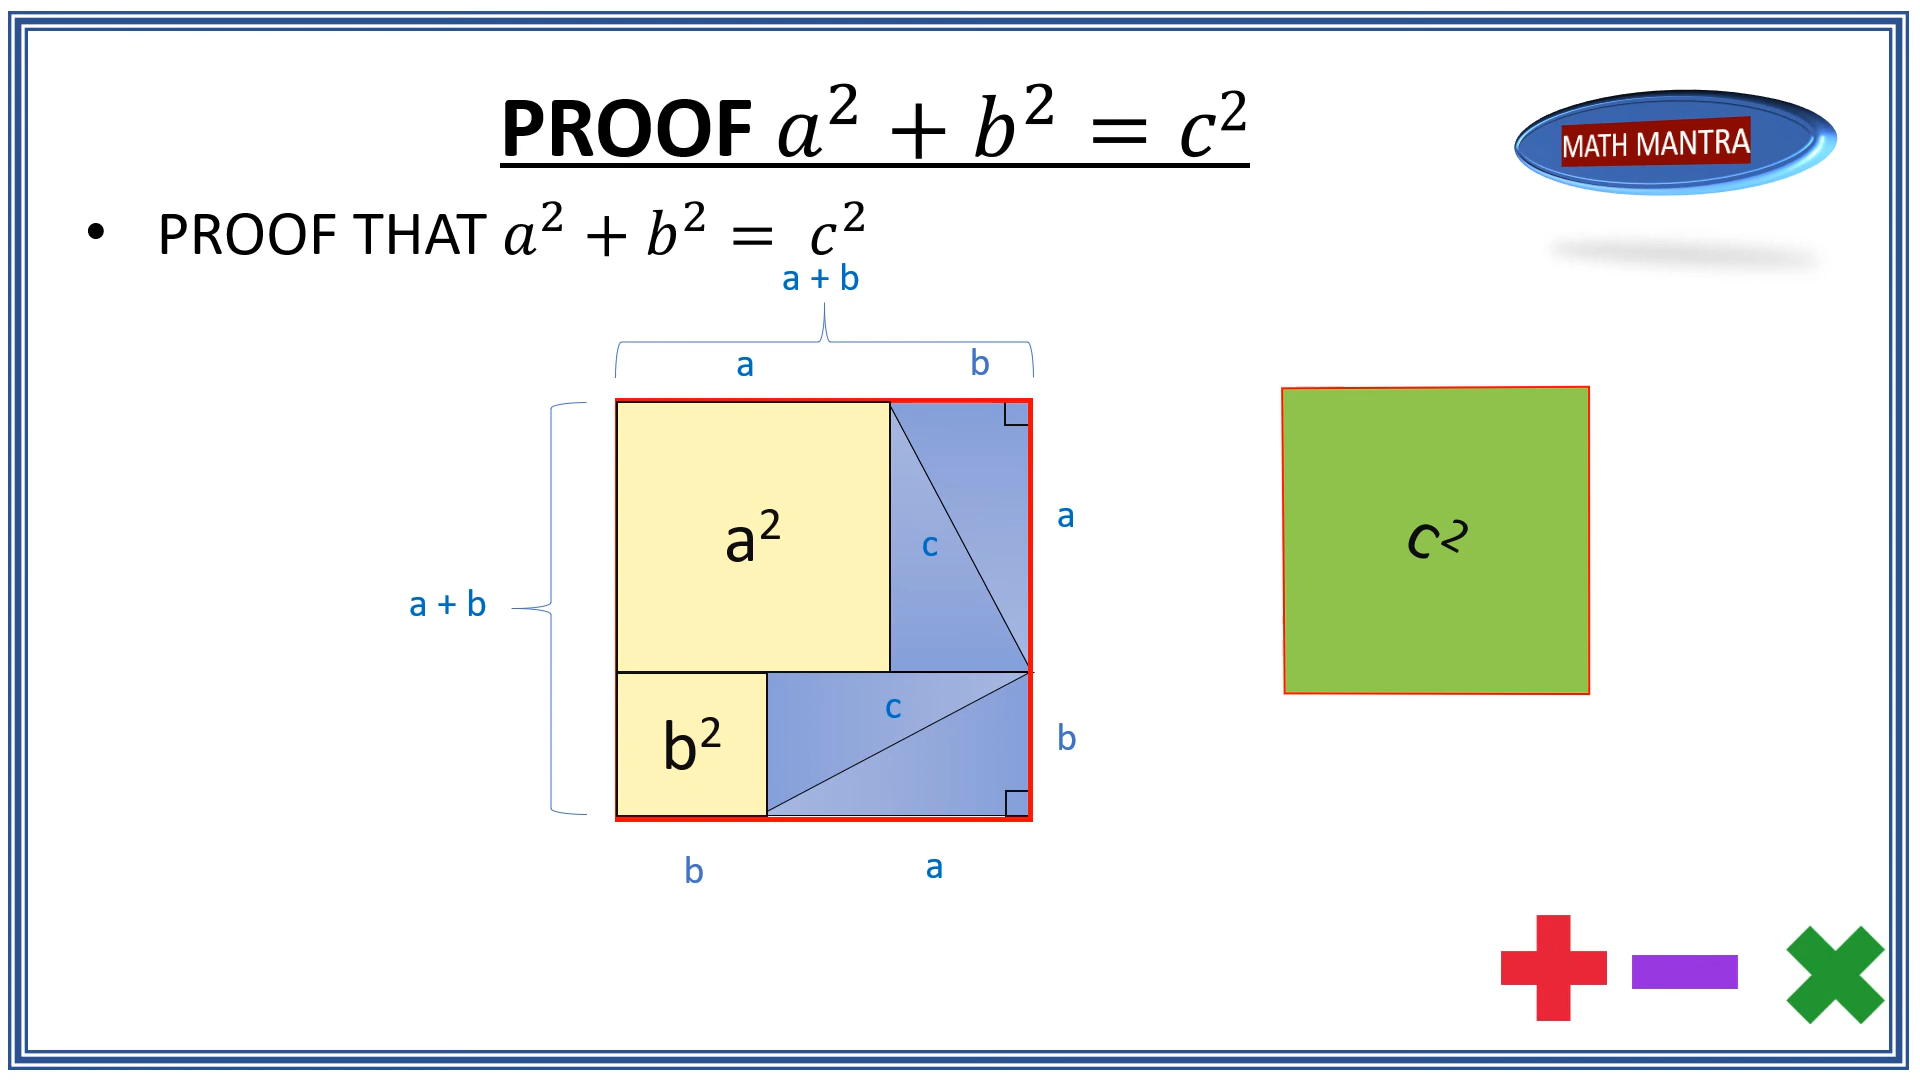 PROOF a² + b² = c²
MATH MANTRA
• PROOF THAT a² + b² = c²
a + b
a b
a²
c
a
c²
a + b
b²
c
b
b a